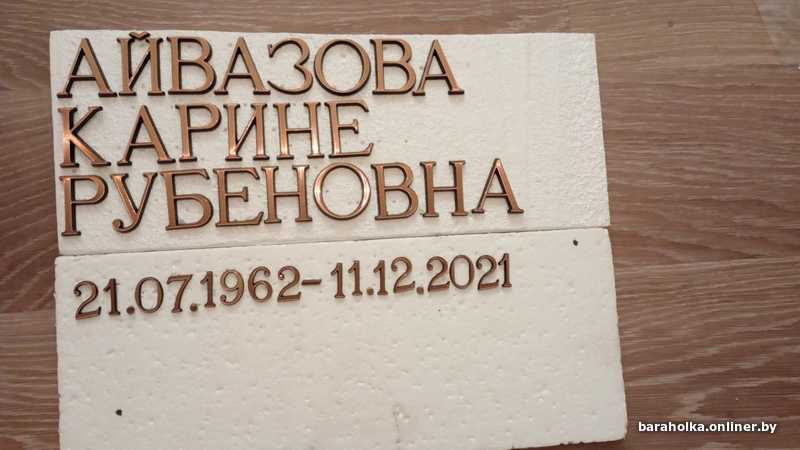 АЙВАЗОВА
КАРИНЕ
РУБЕНОВНА
21.07.1962-11.12.2021
baraholka.onliner.by